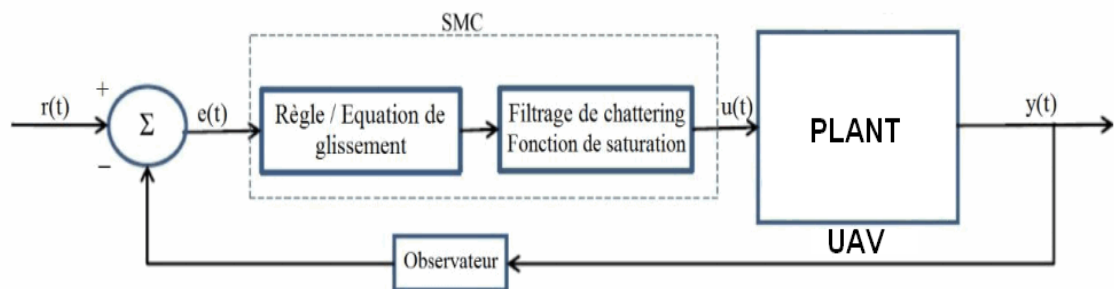 SMC
r(t)
+
Σ
−
e(t)
Règle / Equation de
glissement
Filtrage de chattering
Fonction de saturation
u(t)
PLANT
UAV
y(t)
Observateur